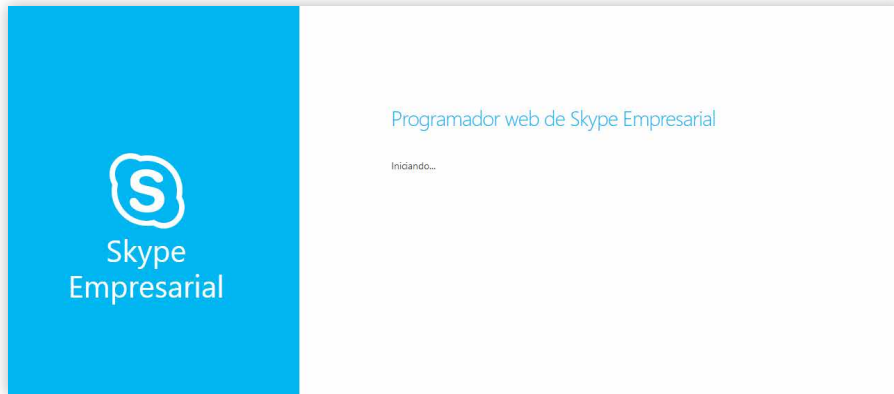 S
Skype
Empresarial
Programador web de Skype Empresarial
Iniciando...